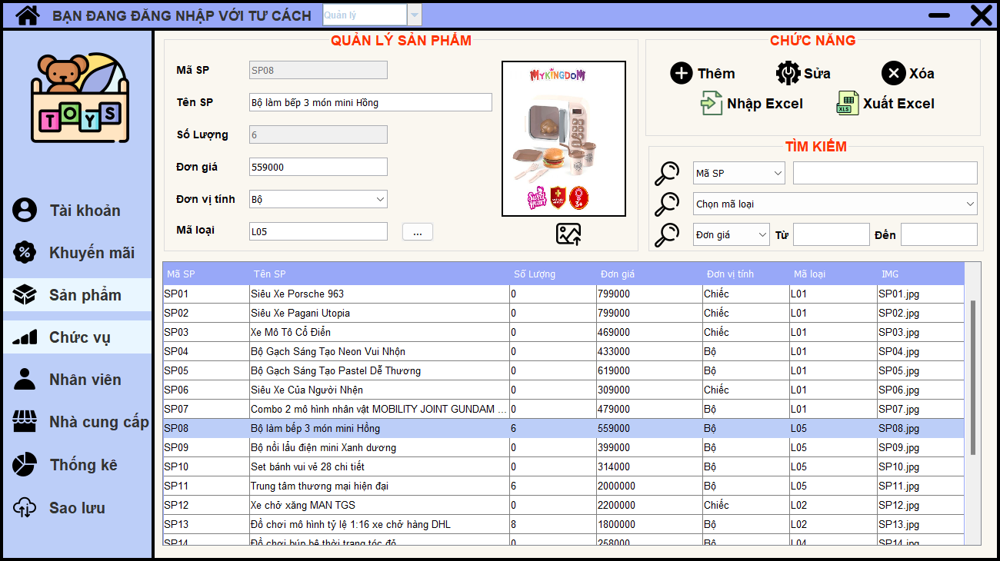 BẠN ĐANG ĐĂNG NHẬP VỚI TƯ CÁCH Quản lý
TOYS
Tài khoản
Khuyến mãi
Sản phẩm
Chức vụ
Nhân viên
Nhà cung cấp
Thống kê
Sao lưu
QUẢN LÝ SẢN PHẨM
Mã SP SP08
Tên SP Bộ làm bếp 3 món mini Hồng
Số Lượng 6
Đơn giá 559000
Đơn vị tính Bộ
Mã loại L05 ...
MYKINGDOM
SWEET HEART
3+
CHỨC NĂNG
Thêm Sửa Xóa
Nhập Excel XLS Xuất Excel
TÌM KIẾM
Mã SP
Chọn mã loại
Đơn giá Từ Đến
Mã SP Tên SP Số Lượng Đơn giá Đơn vị tính Mã loại IMG
SP01 Siêu Xe Porsche 963 0 799000 Chiếc L01 SP01.jpg
SP02 Siêu Xe Pagani Utopia 0 799000 Chiếc L01 SP02.jpg
SP03 Xe Mô Tô Cổ Điển 0 469000 Chiếc L01 SP03.jpg
SP04 Bộ Gạch Sáng Tạo Neon Vui Nhộn 0 433000 Bộ L01 SP04.jpg
SP05 Bộ Gạch Sáng Tạo Pastel Dễ Thương 0 619000 Bộ L01 SP05.jpg
SP06 Siêu Xe Của Người Nhện 0 309000 Chiếc L01 SP06.jpg
SP07 Combo 2 mô hình nhân vật MOBILITY JOINT GUNDAM ... 0 479000 Bộ L01 SP07.jpg
SP08 Bộ làm bếp 3 món mini Hồng 6 559000 Bộ L05 SP08.jpg
SP09 Bộ nồi lẩu điện mini Xanh dương 0 399000 Bộ L05 SP09.jpg
SP10 Set bánh vui vẻ 28 chi tiết 0 314000 Bộ L05 SP10.jpg
SP11 Trung tâm thương mại hiện đại 6 2000000 Bộ L05 SP11.jpg
SP12 Xe chở xăng MAN TGS 0 2200000 Chiếc L02 SP12.jpg
SP13 Đồ chơi mô hình tỷ lệ 1:16 xe chở hàng DHL 8 1800000 Bộ L02 SP13.jpg
SP14 Đồ chơi búp bê thời trang tóc đỏ 0 258000 Bộ L04 SP14.jpg